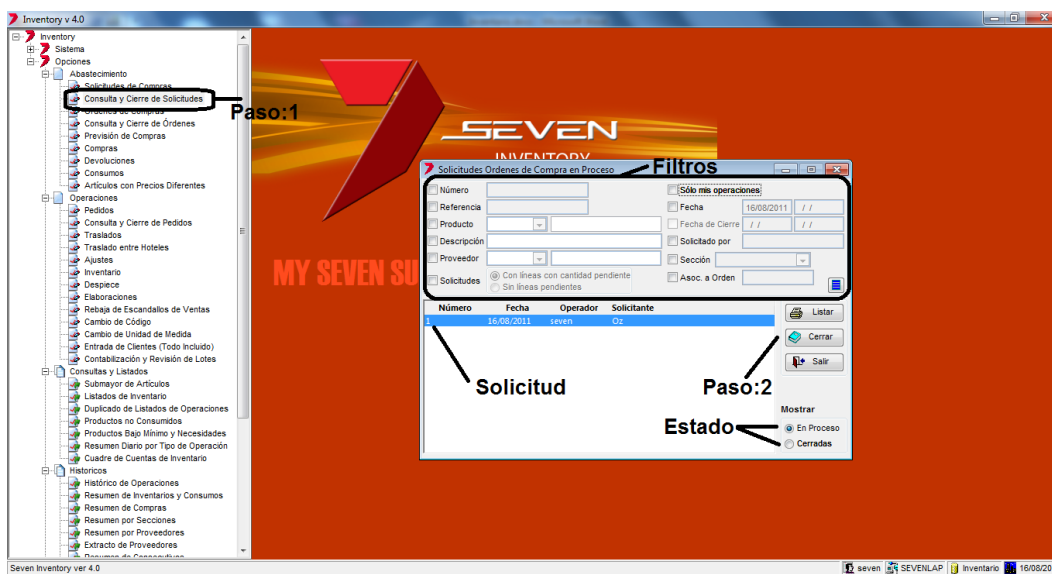 Inventory v 4.0
Inventory
Sistema
Opciones
Abastecimiento
Solicitudes de Compras
Consulta y Cierre de Solicitudes
Ordenes de Compras
Consulta y Cierre de Órdenes
Previsión de Compras
Compras
Devoluciones
Consumos
Artículos con Precios Diferentes
Operaciones
Pedidos
Consulta y Cierre de Pedidos
Traslados
Traslado entre Hoteles
Ajustes
Inventario
Despiece
Elaboraciones
Rebaja de Escandallos de Ventas
Cambio de Código
Cambio de Unidad de Medida
Entrada de Clientes (Todo Incluido)
Contabilización y Revisión de Lotes
Consultas y Listados
Submayor de Artículos
Listados de Inventario
Duplicado de Listados de Operaciones
Productos no Consumidos
Productos Bajo Mínimo y Necesidades
Resumen Diario por Tipo de Operación
Cuadre de Cuentas de Inventario
Historicos
Histórico de Operaciones
Resumen de Inventarios y Consumos
Resumen de Compras
Resumen por Secciones
Resumen por Proveedores
Extracto de Proveedores
Resumen de Consecutivos
Paso:1
SEVEN
INVENTORY
MY SEVEN SU
Filtros
Solicitudes Ordenes de Compra en Proceso
Número
Sólo mis operaciones
Referencia
Fecha 16/08/2011 / /
Producto
Fecha de Cierre / / / /
Descripción
Solicitado por
Proveedor
Sección
Solicitudes
Con líneas con cantidad pendiente
Sin líneas pendientes
Asoc. a Orden
Número Fecha Operador Solicitante
1 16/08/2011 seven Oz
Listar
Cerrar
Salir
Solicitud
Paso:2
Estado
Mostrar
En Proceso
Cerradas
Seven Inventory ver 4.0
seven SEVENLAP Inventario 16/08/20